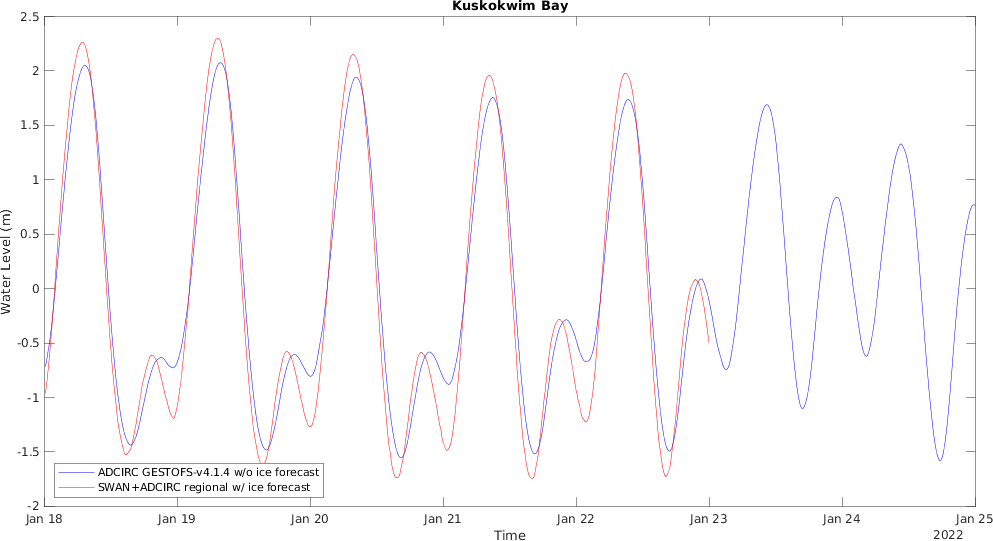 Kuskokwim Bay
Water Level (m)
2.5
2
1.5
1
0.5
0
-0.5
-1
-1.5
-2
ADCIRC GESTOFS-v4.1.4 w/o ice forecast
SWAN+ADCIRC regional w/ ice forecast
Jan 18 Jan 19 Jan 20 Jan 21 Jan 22 Jan 23 Jan 24 Jan 25
Time
2022